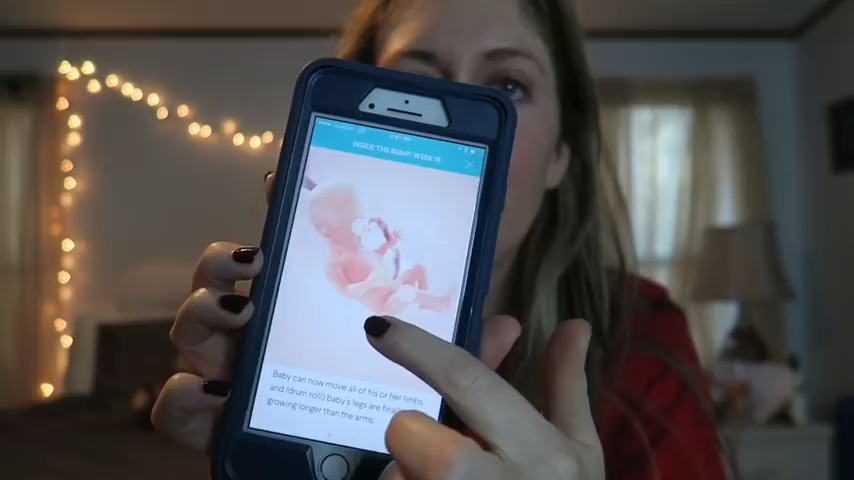 INSIDE THE BUMP: WEEK 15
Baby can now move all of his or her limbs
and (drum roll!) baby's legs are finally
growing longer than the arms.